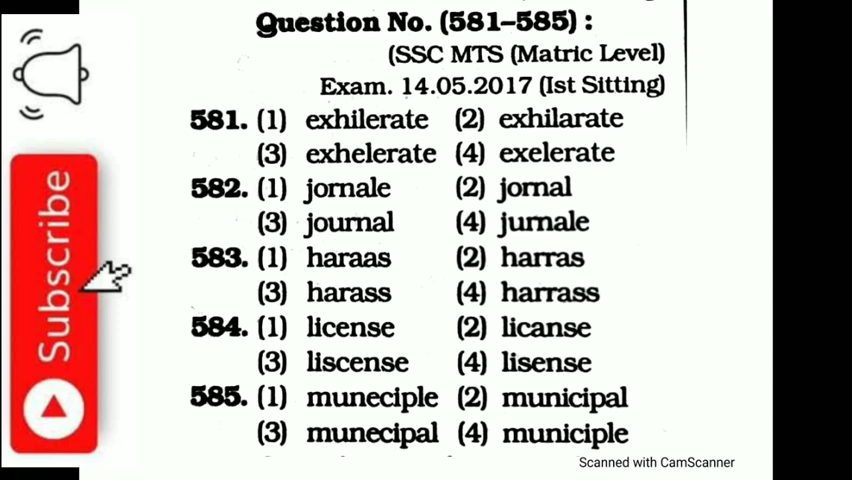 Question No. (581–585) :
(SSC MTS (Matric Level)
Exam. 14.05.2017 (Ist Sitting)
581. (1) exhilerate (2) exhilarate
(3) exhelerate (4) exelerate
582. (1) jornale (2) jornal
(3) journal (4) jurnale
583. (1) haraas (2) harras
(3) harass (4) harrass
584. (1) license (2) licanse
(3) liscense (4) lisense
585. (1) muneciple (2) municipal
(3) munecipal (4) municiple
Scanned with CamScanner
Subscribe